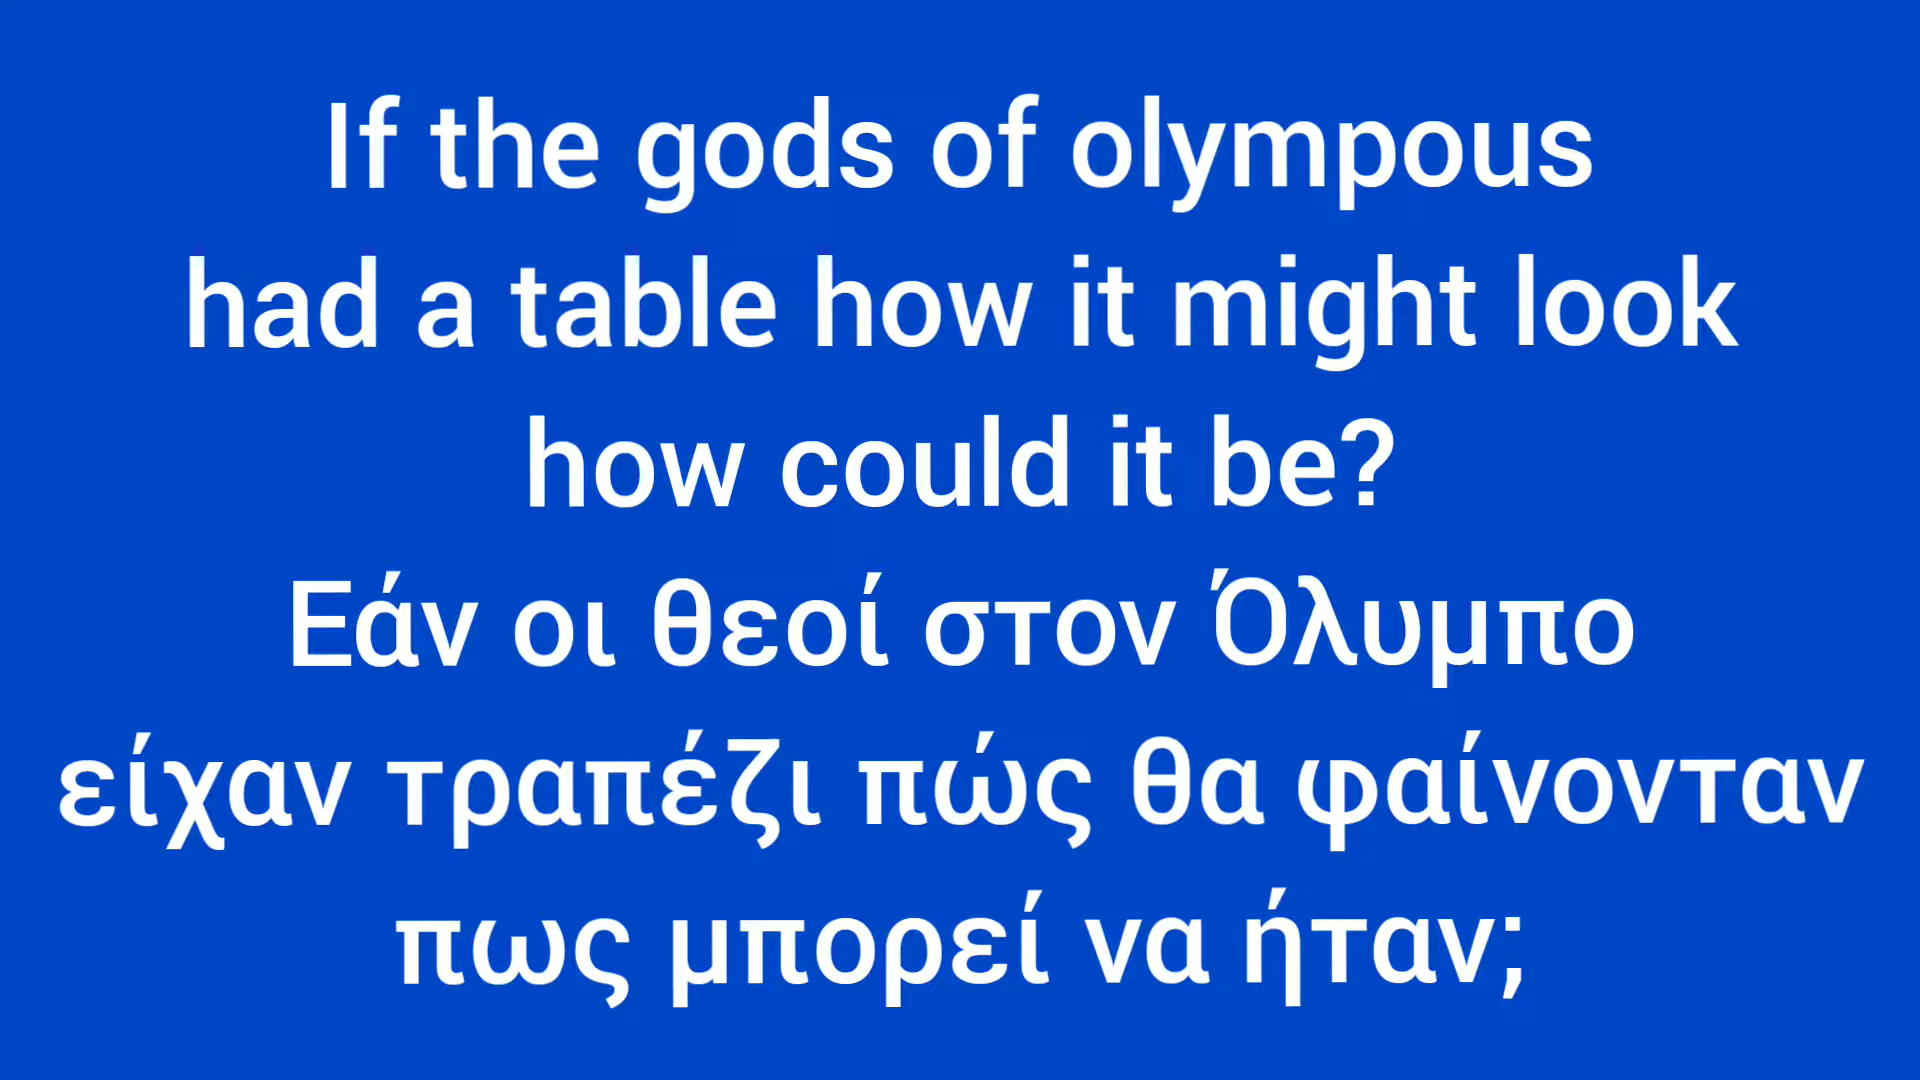 If the gods of olympous
had a table how it might look
how could it be?
Εάν οι θεοί στον Όλυμπο
είχαν τραπέζι πώς θα φαίνονταν
πως μπορεί να ήταν;